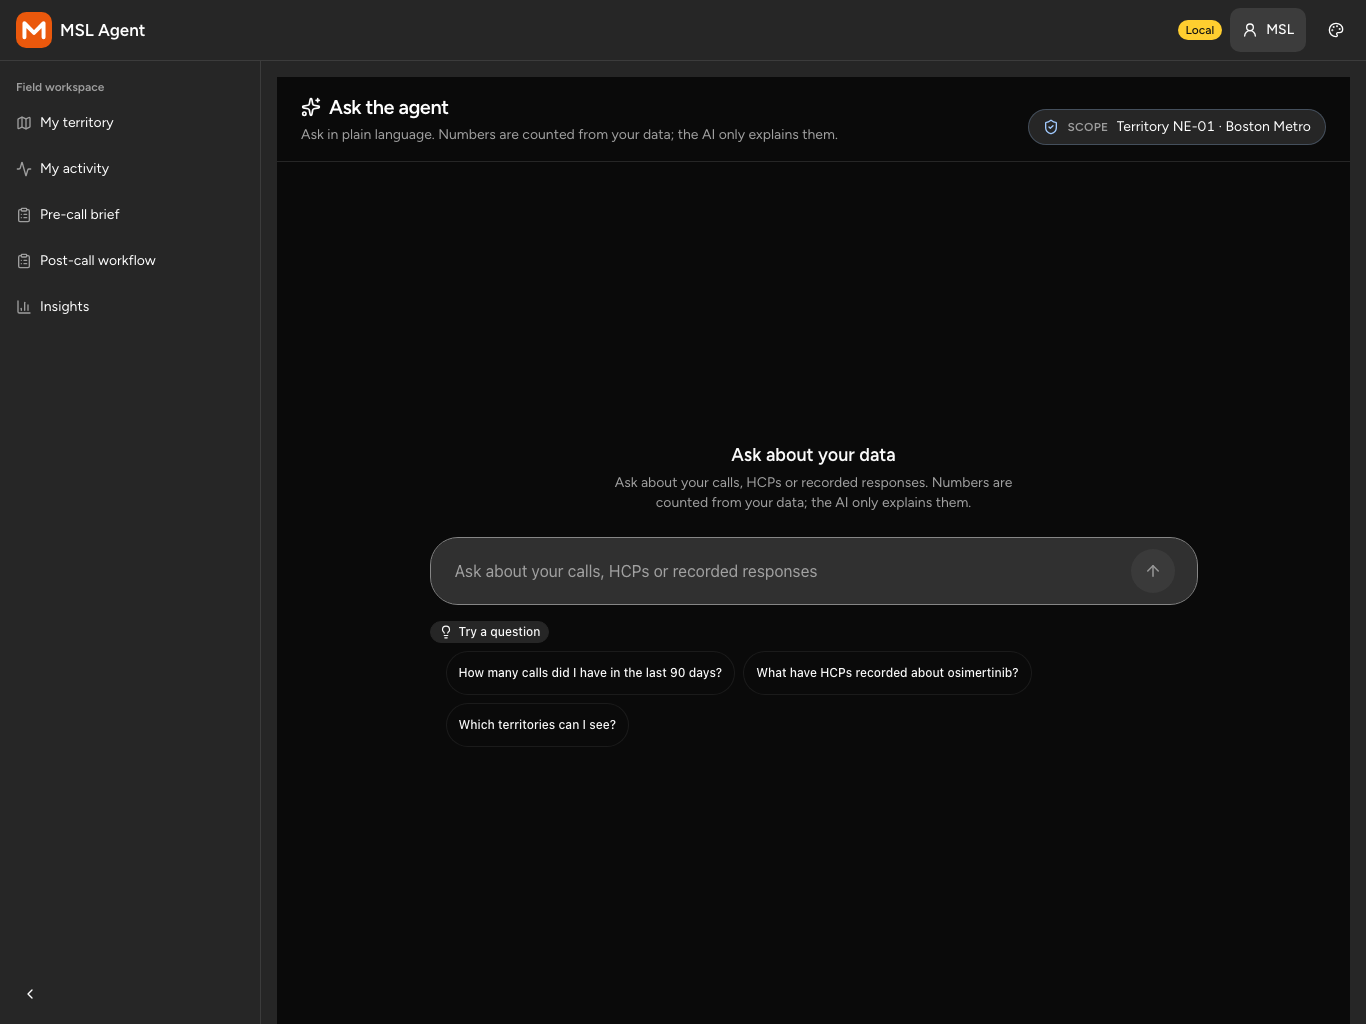 MSL Agent
Local
MSL
Field workspace
My territory
My activity
Pre-call brief
Post-call workflow
Insights
Ask the agent
Ask in plain language. Numbers are counted from your data; the AI only explains them.
SCOPE Territory NE-01 · Boston Metro
Ask about your data
Ask about your calls, HCPs or recorded responses. Numbers are
counted from your data; the AI only explains them.
Ask about your calls, HCPs or recorded responses
Try a question
How many calls did I have in the last 90 days?
What have HCPs recorded about osimertinib?
Which territories can I see?